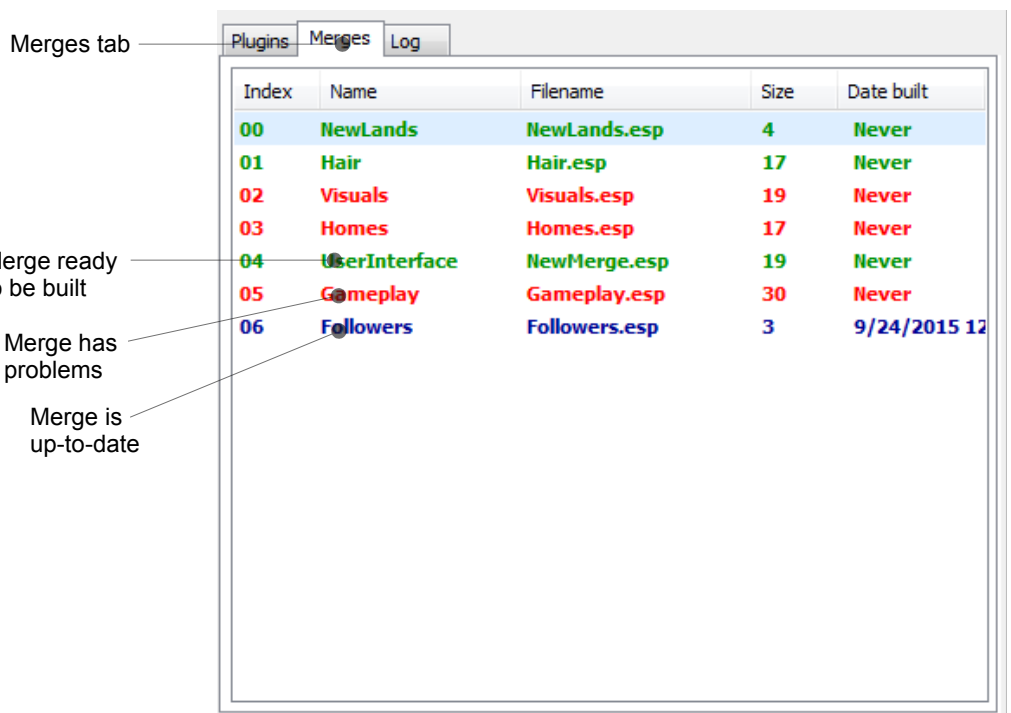 Merges tab
Plugins Merges Log
Index Name Filename Size Date built
00 NewLands NewLands.esp 4 Never
01 Hair Hair.esp 17 Never
02 Visuals Visuals.esp 19 Never
03 Homes Homes.esp 17 Never
04 UserInterface NewMerge.esp 19 Never
05 Gameplay Gameplay.esp 30 Never
06 Followers Followers.esp 3 9/24/2015 12
ready
be built
Merge has
problems
Merge is
up-to-date